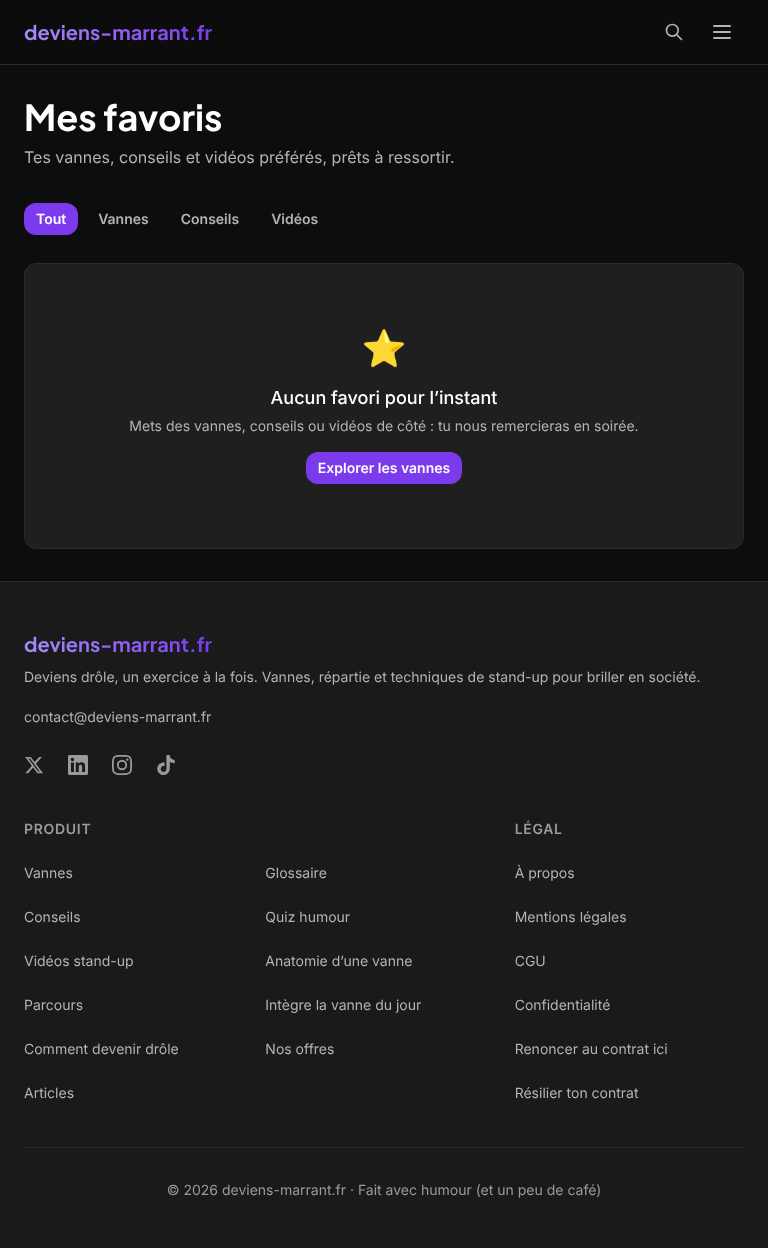 deviens-marrant.fr
Mes favoris
Tes vannes, conseils et vidéos préférés, prêts à ressortir.
Tout
Vannes
Conseils
Vidéos
Aucun favori pour l’instant
Mets des vannes, conseils ou vidéos de côté : tu nous remercieras en soirée.
Explorer les vannes
deviens-marrant.fr
Deviens drôle, un exercice à la fois. Vannes, répartie et techniques de stand-up pour briller en société.
contact@deviens-marrant.fr
PRODUIT
Vannes
Conseils
Vidéos stand-up
Parcours
Comment devenir drôle
Articles
Glossaire
Quiz humour
Anatomie d’une vanne
Intègre la vanne du jour
Nos offres
LÉGAL
À propos
Mentions légales
CGU
Confidentialité
Renoncer au contrat ici
Résilier ton contrat
© 2026 deviens-marrant.fr · Fait avec humour (et un peu de café)